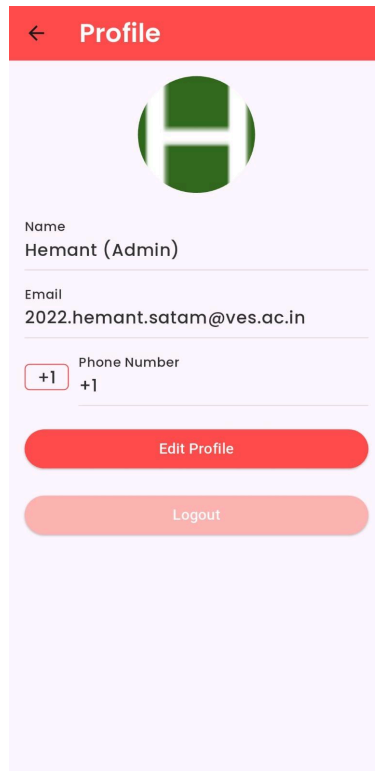 Profile
H
Name
Hemant (Admin)
Email
2022.hemant.satam@ves.ac.in
Phone Number
+1
+1
Edit Profile
Logout